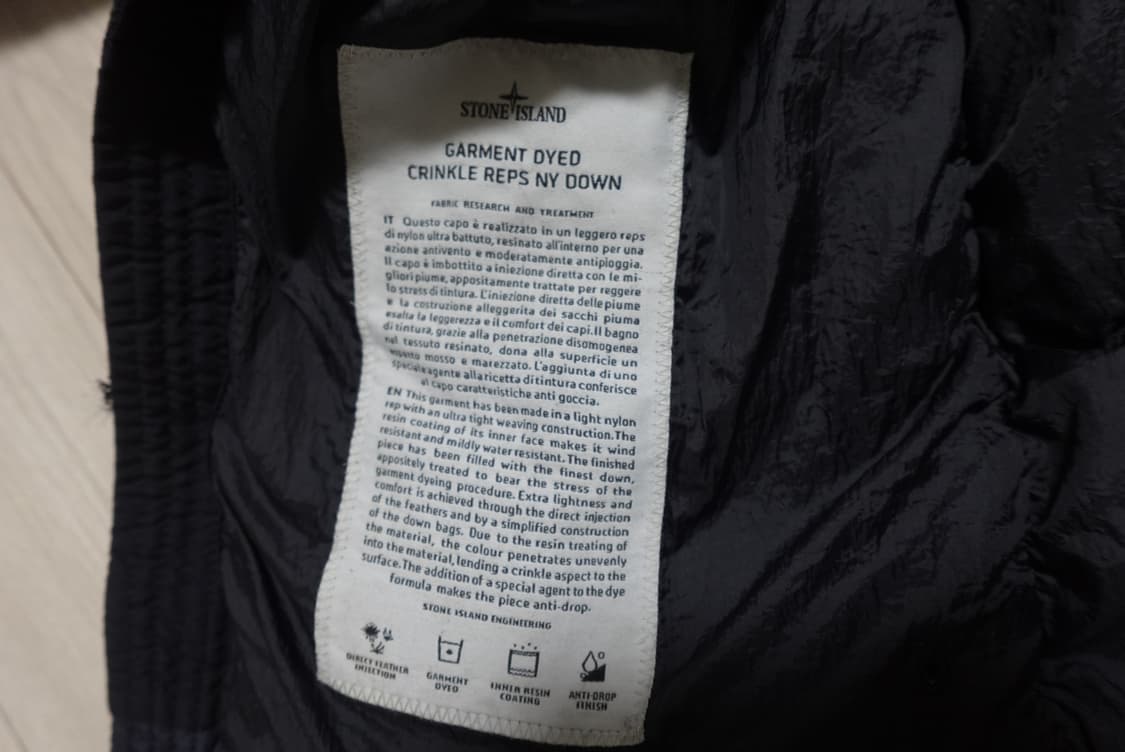 STONE ISLAND
GARMENT DYED
CRINKLE REPS NY DOWN
FABRIC RESEARCH AND TREATMENT
IT Questo capo è realizzato in un leggero reps
di nylon ultra battuto, resinato all'interno per una
azione antivento e moderatamente antipioggia.
Il capo è imbottito a iniezione diretta con le mi-
gliori piume, appositamente trattate per reggere
lo stress di tintura. L'iniezione diretta delle piume
e la costruzione alleggerita dei sacchi piuma
esalta la leggerezza e il comfort dei capi. Il bagno
di tintura, grazie alla penetrazione disomogenea
nel tessuto resinato, dona alla superficie un
aspetto mosso e marezzato. L'aggiunta di uno
speciale agente alla ricetta di tintura conferisce
al capo caratteristiche anti goccia.
EN This garment has been made in a light nylon
rep with an ultra tight weaving construction. The
resin coating of its inner face makes it wind
resistant and mildly water resistant. The finished
piece has been filled with the finest down,
appositely treated to bear the stress of the
garment dyeing procedure. Extra lightness and
comfort is achieved through the direct injection
of the feathers and by a simplified construction
of the down bags. Due to the resin treating of
the material, the colour penetrates unevenly
into the material, lending a crinkle aspect to the
surface. The addition of a special agent to the dye
formula makes the piece anti-drop.
STONE ISLAND ENGINEERING
DIRECT FEATHER
INJECTION
GARMENT
DYED
INNER RESIN
COATING
ANTI-DROP
FINISH